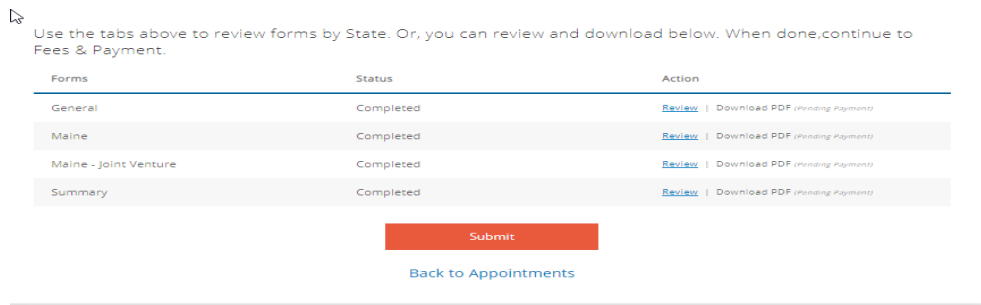 Use the tabs above to review forms by State. Or, you can review and download below. When done,continue to
Fees & Payment.
Forms Status Action
General Completed Review | Download PDF (Pending Payment)
Maine Completed Review | Download PDF (Pending Payment)
Maine - Joint Venture Completed Review | Download PDF (Pending Payment)
Summary Completed Review | Download PDF (Pending Payment)
Submit
Back to Appointments